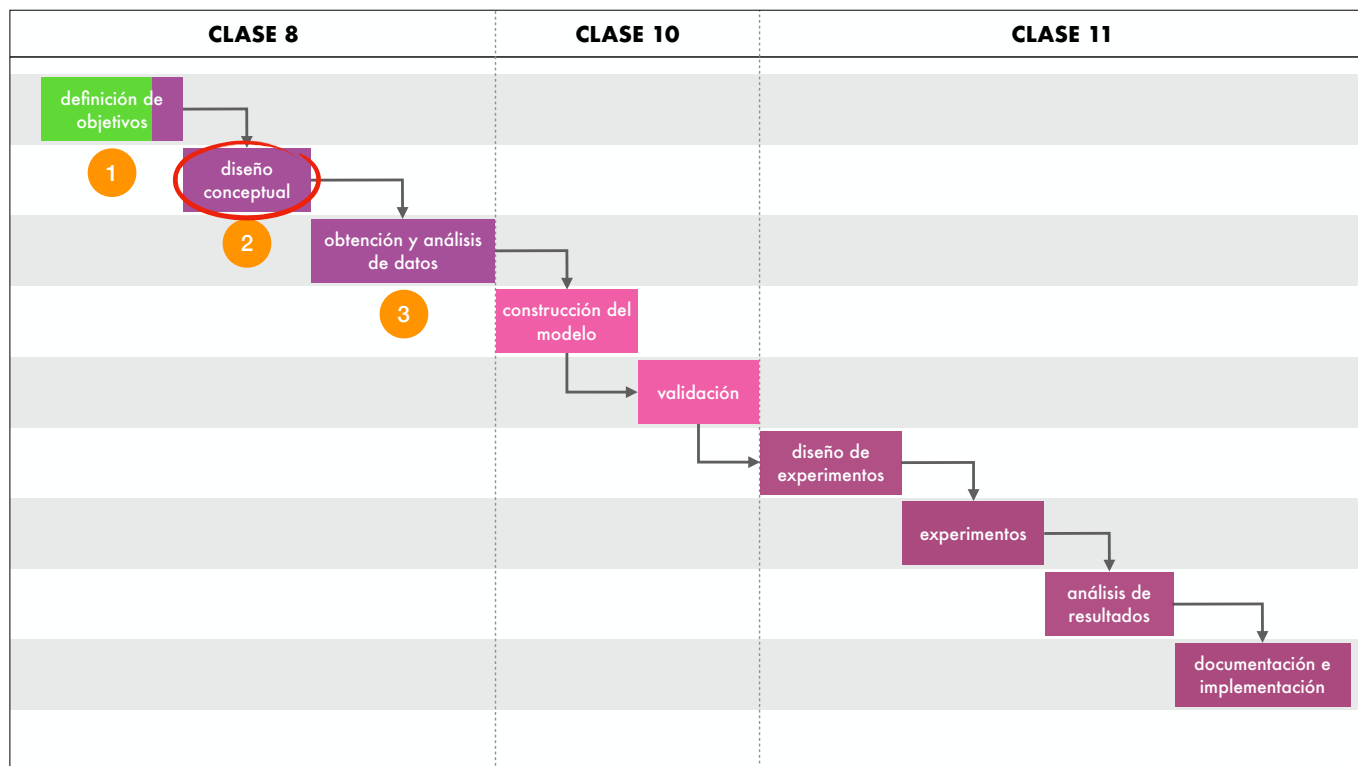 CLASE 8
CLASE 10
CLASE 11
definición de
objetivos
1
diseño
conceptual
2
obtención y análisis
de datos
3
construcción del
modelo
validación
diseño de
experimentos
experimentos
análisis de
resultados
documentación e
implementación